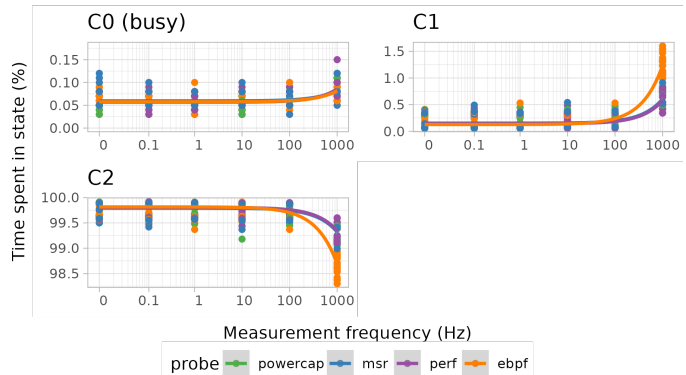 C0 (busy)
C1
0.15
0.10
0.05
0.00
0 0.1 1 10 100 1000
1.5
1.0
0.5
0.0
0 0.1 1 10 100 1000
Time spent in state (%)
C2
100.0
99.5
99.0
98.5
0 0.1 1 10 100 1000
Measurement frequency (Hz)
probe powercap msr perf ebpf